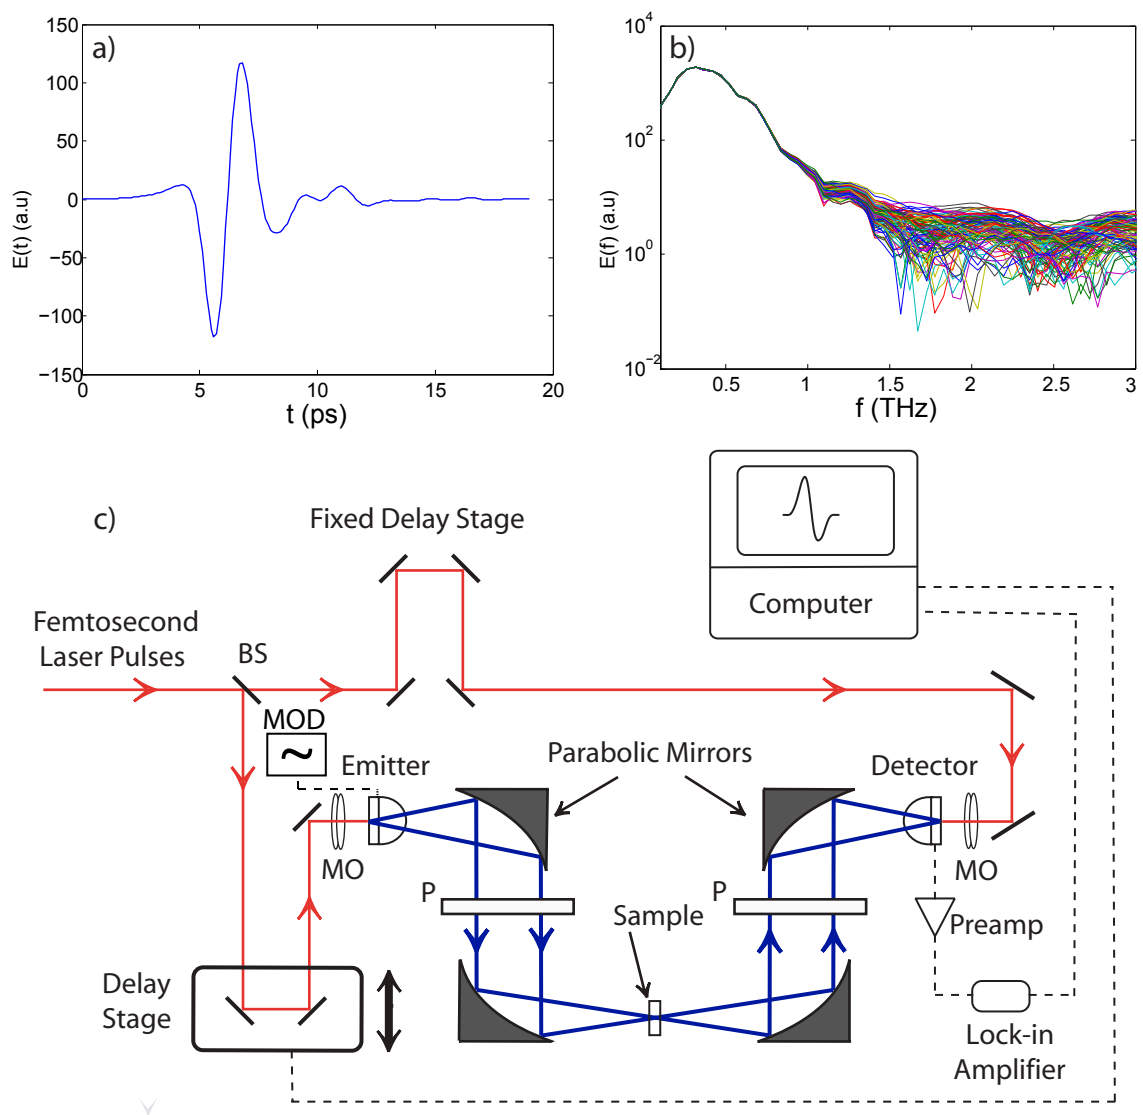 a)
150
100
50
0
−50
−100
−150
E(t) (a.u)
0
5
10
15
20
t (ps)
b)
10^4
10^2
10^0
10^−2
E(f) (a.u)
0.5
1
1.5
2
2.5
3
f (THz)
c)
Fixed Delay Stage
Computer
Femtosecond
Laser Pulses
BS
MOD
~
Emitter
Parabolic Mirrors
Detector
MO
MO
P
P
Sample
Preamp
Delay
Stage
Lock-in
Amplifier